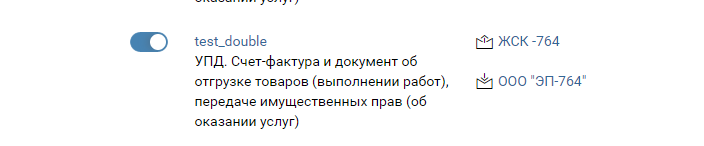 оказании услуг)
test_double
ЖСК -764
УПД. Счет-фактура и документ об
отгрузке товаров (выполнении работ),
ООО "ЭП-764"
передаче имущественных прав (об
оказании услуг)